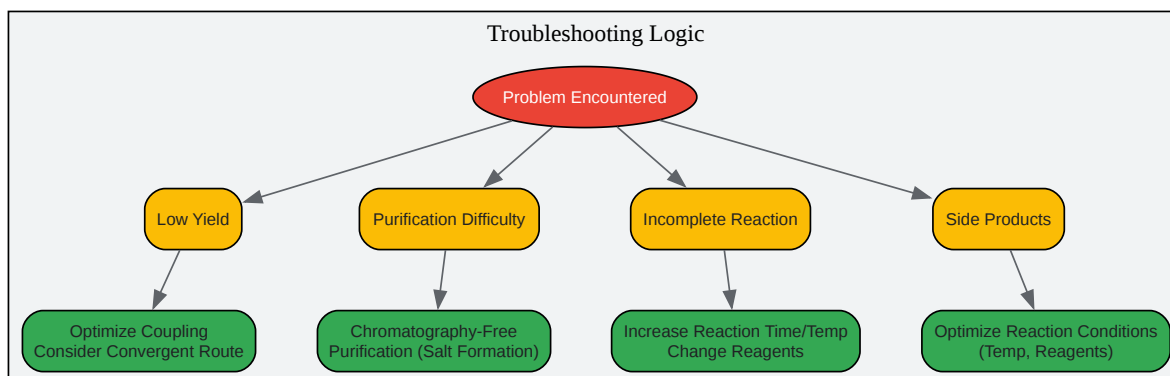 Troubleshooting Logic
Problem Encountered
Low Yield
Purification Difficulty
Incomplete Reaction
Side Products
Optimize Coupling
Consider Convergent Route
Chromatography-Free
Purification (Salt Formation)
Increase Reaction Time/Temp
Change Reagents
Optimize Reaction Conditions
(Temp, Reagents)